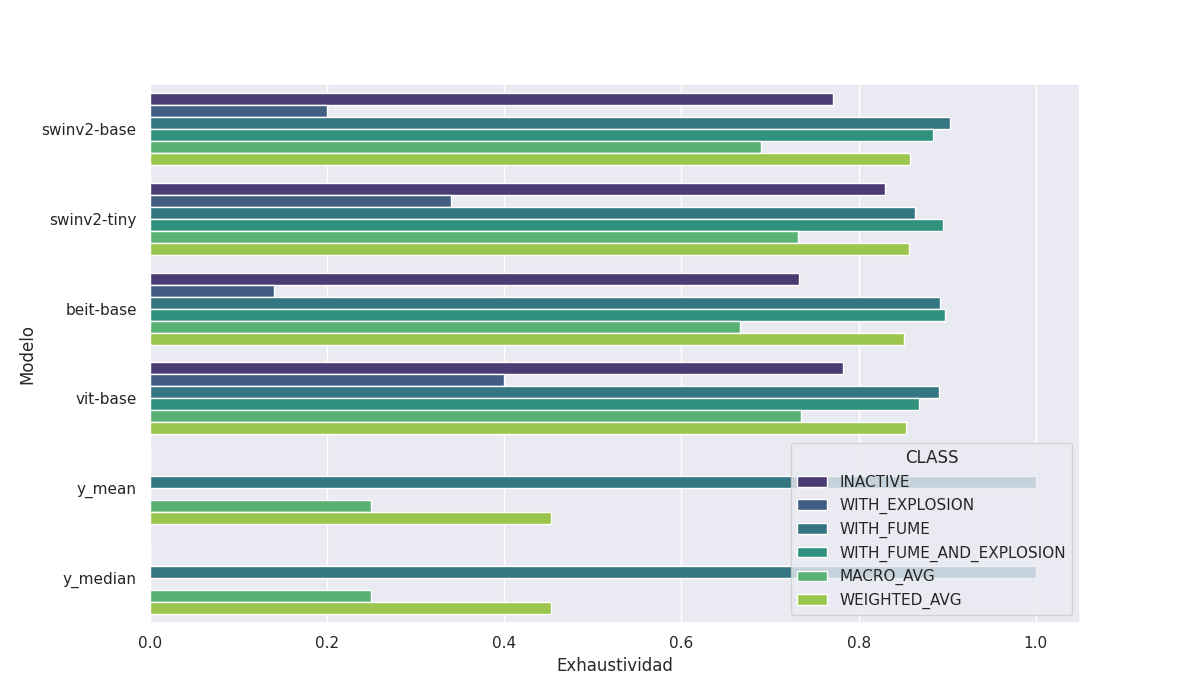 swinv2-base
swinv2-tiny
beit-base
vit-base
y_mean
y_median
Modelo
CLASS
INACTIVE
WITH_EXPLOSION
WITH_FUME
WITH_FUME_AND_EXPLOSION
MACRO_AVG
WEIGHTED_AVG
0.0 0.2 0.4 0.6 0.8 1.0
Exhaustividad